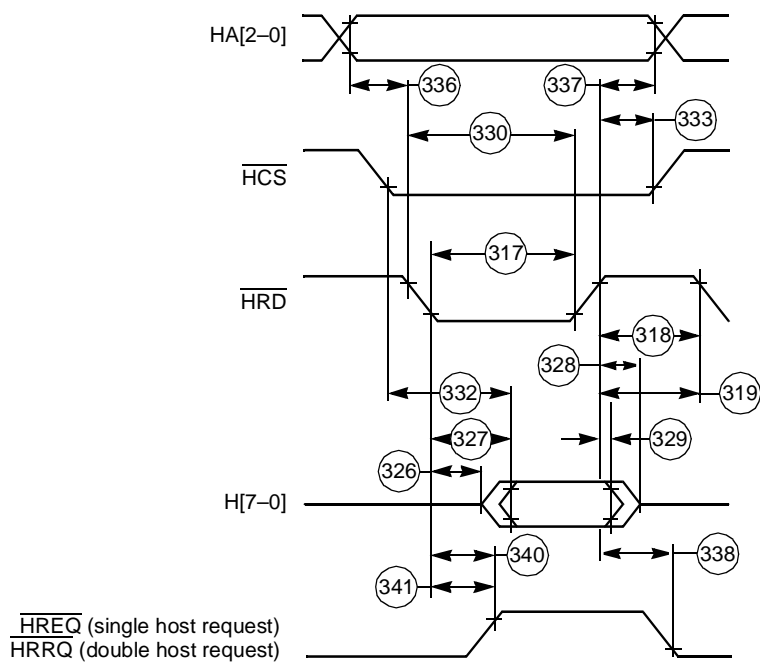 HA[2–0]
336
337
330
333
HCS
317
HRD
318
328
332
319
327
329
326
H[7–0]
340
338
341
HREQ (single host request)
HRRQ (double host request)